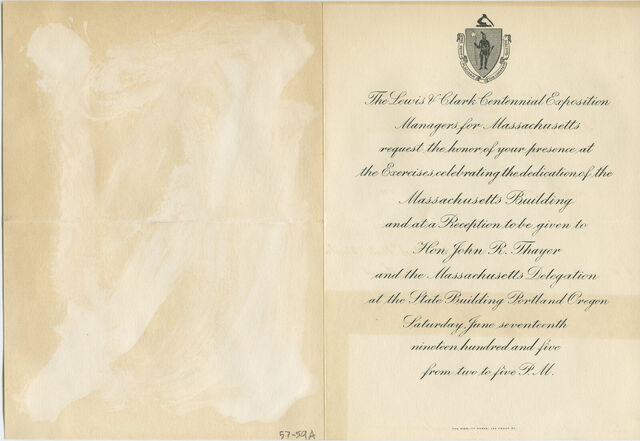 The Lewis & Clark Centennial Exposition
Managers for Massachusetts
request the honor of your presence at
the Exercises, celebrating the dedication of the
Massachusetts Building
and at a Reception to be given to
Hon. John R. Thayer
and the Massachusetts Delegation
at the State Building Portland Oregon
Saturday, June seventeenth
nineteen hundred and five
from two to five P.M.
57-59A